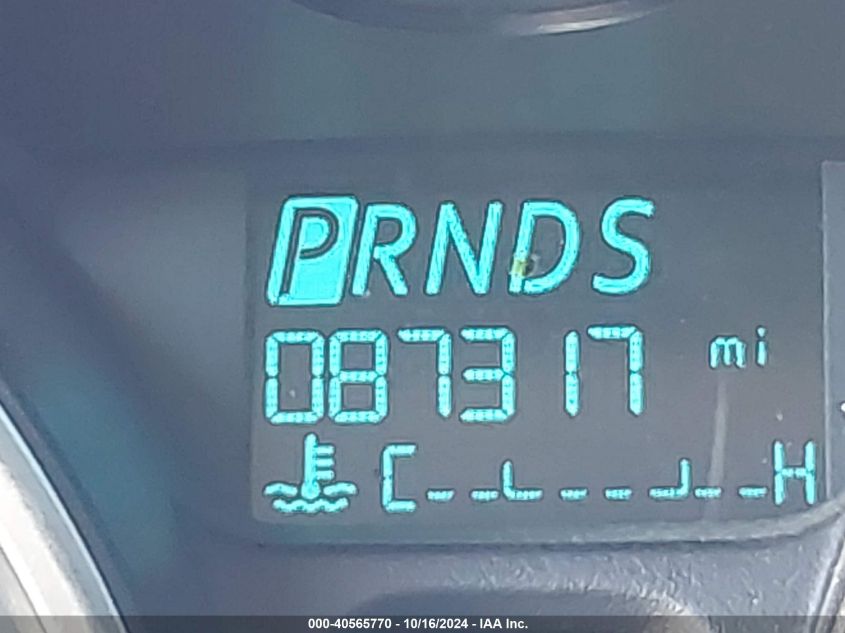 PRNDS
087317 mi
C H
000-40565770 - 10/16/2024 - IAA Inc.